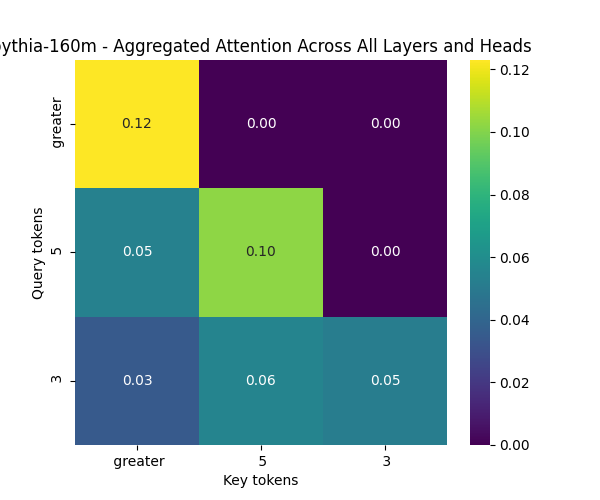 ythia-160m - Aggregated Attention Across All Layers and Heads
greater
5
3
Query tokens
0.12 0.00 0.00
0.05 0.10 0.00
0.03 0.06 0.05
greater 5 3
Key tokens
0.12
0.10
0.08
0.06
0.04
0.02
0.00